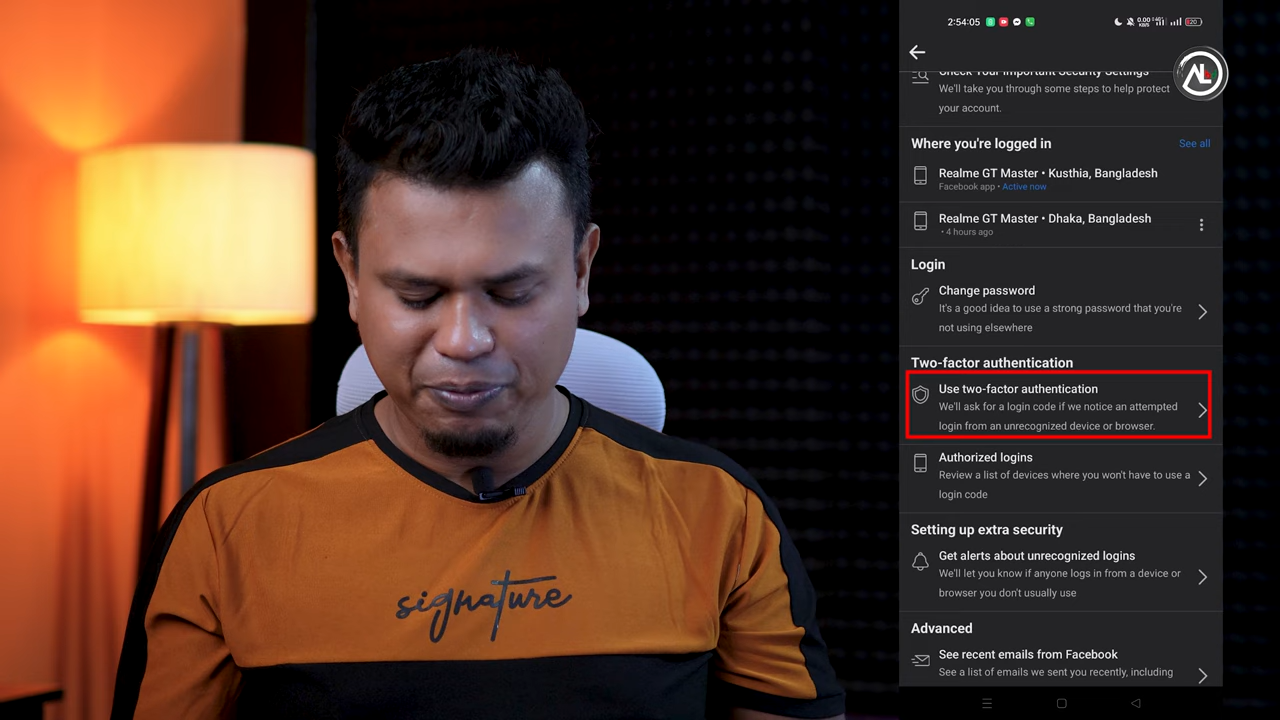 2:54:05
0.00
KB/S
20
AL
Check Your Important Security Settings
We'll take you through some steps to help protect
your account.
Where you're logged in
See all
Realme GT Master • Kusthia, Bangladesh
Facebook app • Active now
Realme GT Master • Dhaka, Bangladesh
• 4 hours ago
Login
Change password
It's a good idea to use a strong password that you're
not using elsewhere
Two-factor authentication
Use two-factor authentication
We'll ask for a login code if we notice an attempted
login from an unrecognized device or browser.
Authorized logins
Review a list of devices where you won't have to use a
login code
Setting up extra security
Get alerts about unrecognized logins
We'll let you know if anyone logs in from a device or
browser you don't usually use
Advanced
See recent emails from Facebook
See a list of emails we sent you recently, including
signature